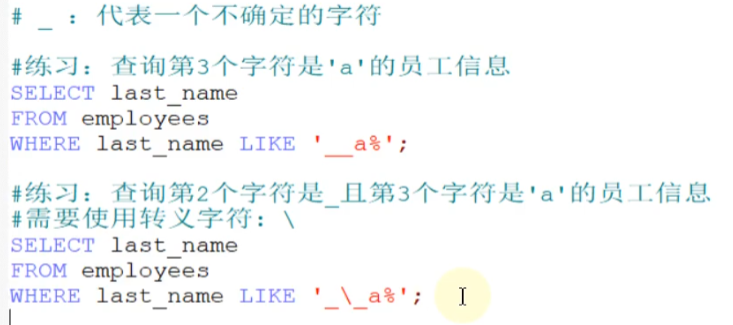 # _ ：代表一个不确定的字符
#练习：查询第3个字符是'a'的员工信息
SELECT last_name
FROM employees
WHERE last_name LIKE '__a%';
#练习：查询第2个字符是_且第3个字符是'a'的员工信息
#需要使用转义字符：\
SELECT last_name
FROM employees
WHERE last_name LIKE '_\_a%';